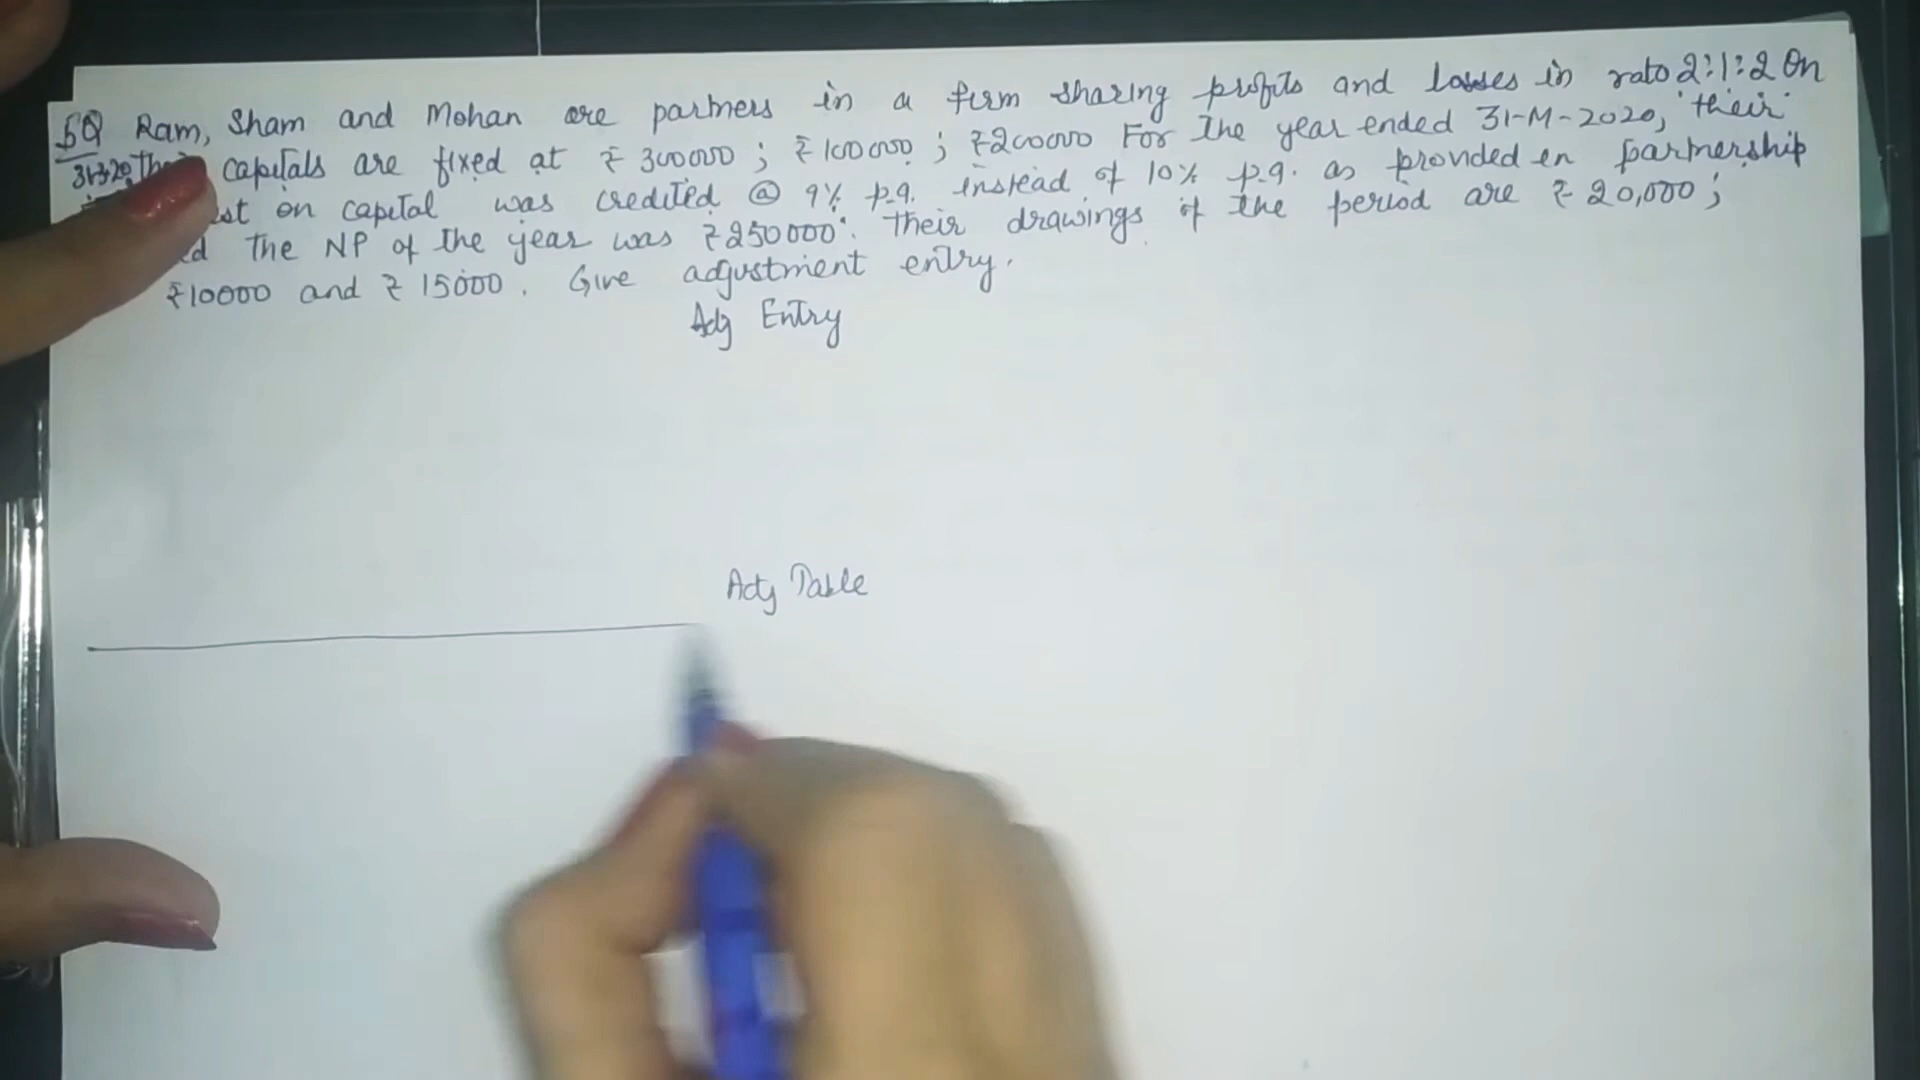 5Q Ram, Sham and Mohan are partners in a firm sharing profits and losses in rato 2:1:2 On
capitals are fixed at ₹ 300000 ; ₹ 100000 ; ₹200000 For the year ended 31-M-2020, their
on capital was credited @ 9% p.a. instead of 10% p.a. as provided in partnership
the NP of the year was ₹250000. Their drawings of the period are ₹ 20,000 ;
₹10000 and ₹ 15000. Give adjustment entry.
Adj Entry
Adj Table